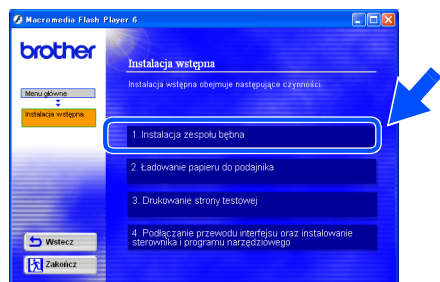 Macromedia Flash Player 6
brother
Menu główne
Instalacja wstępna
Instalacja wstępna
Instalacja wstępna obejmuje następujące czynności.
1. Instalacja zespołu bębna
2. Ładowanie papieru do podajnika
3. Drukowanie strony testowej
4. Podłączanie przewodu interfejsu oraz instalowanie
sterownika i programu narzędziowego
Wstecz
Zakończ